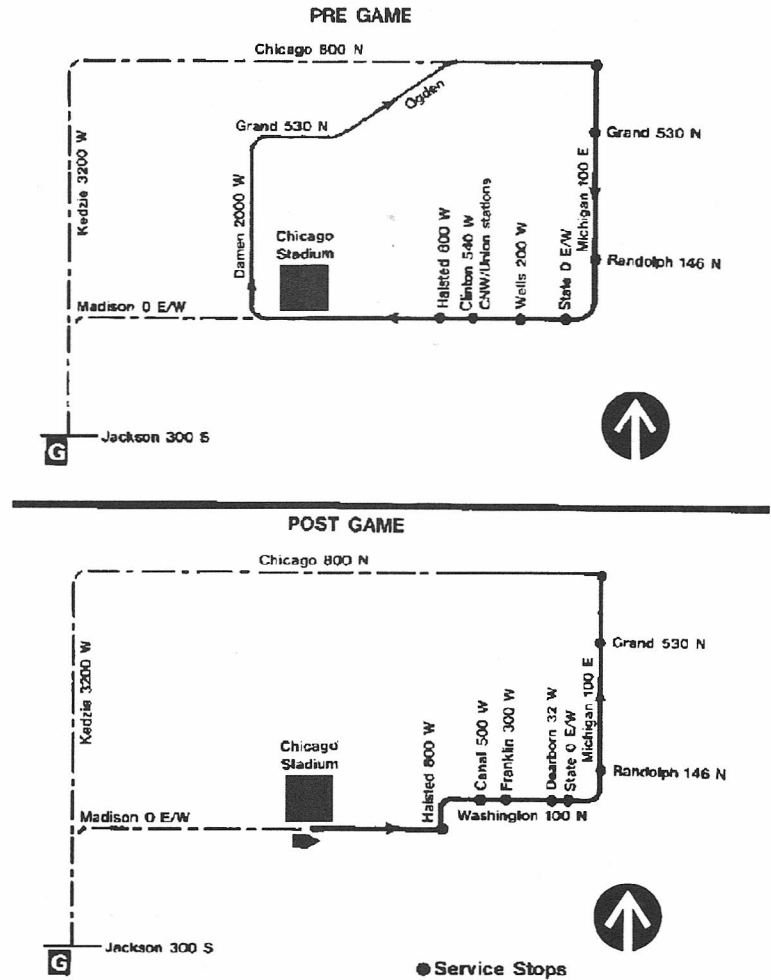 PRE GAME
Chicago 800 N
Ogden
Grand 530 N
Grand 530 N
Kedzie 3200 W
Damen 2000 W
Michigan 100 E
Chicago
Stadium
Halsted 800 W
Clinton 540 W
CNW/Union stations
Wells 200 W
State 0 E/W
Randolph 146 N
Madison 0 E/W
Jackson 300 S
G
POST GAME
Chicago 800 N
Grand 530 N
Kedzie 3200 W
Michigan 100 E
Chicago
Stadium
Halsted 800 W
Canal 500 W
Franklin 300 W
Dearborn 32 W
State 0 E/W
Randolph 146 N
Madison 0 E/W
Washington 100 N
Jackson 300 S
G
Service Stops